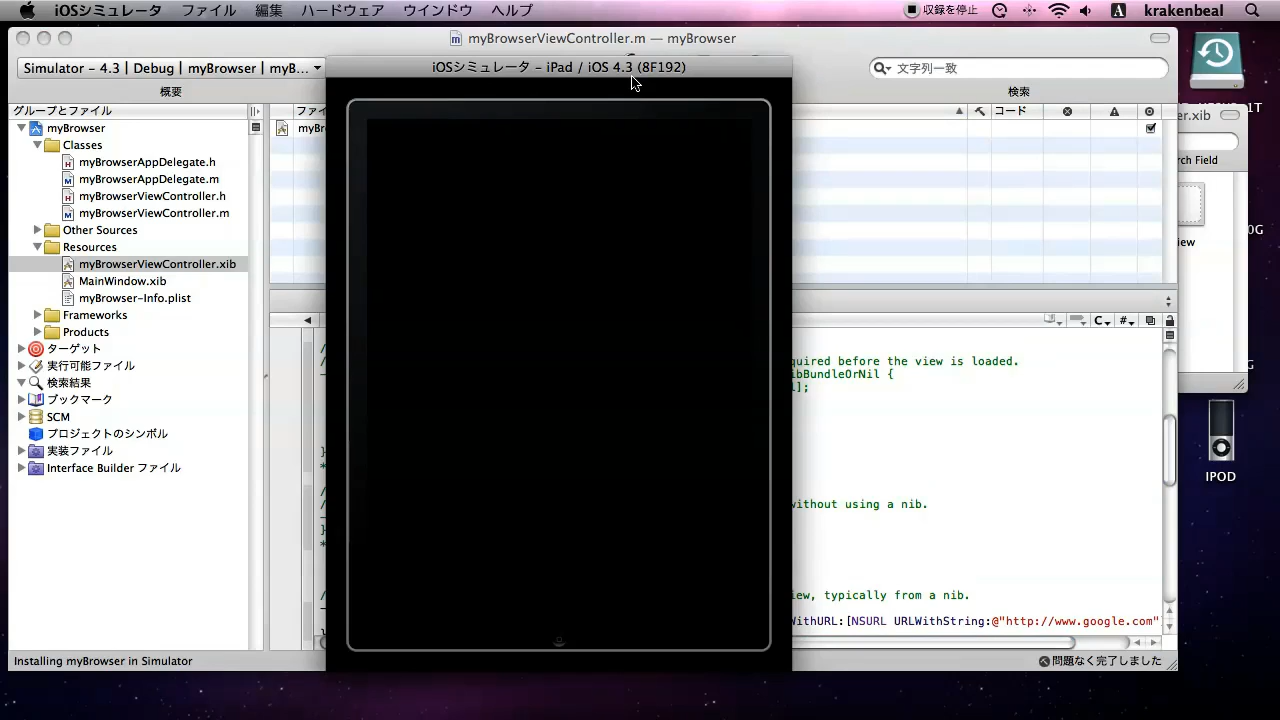 iOSシミュレータ ファイル 編集 ハードウェア ウインドウ ヘルプ 収録を停止 A krakenbeal
myBrowserViewController.m — myBrowser
Simulator - 4.3 | Debug | myBrowser | myB...
iOSシミュレータ - iPad / iOS 4.3 (8F192)
文字列一致
概要
検索
グループとファイル
コード
myBrowser
Classes
myBrowserAppDelegate.h
myBrowserAppDelegate.m
myBrowserViewController.h
myBrowserViewController.m
Other Sources
Resources
myBrowserViewController.xib
MainWindow.xib
myBrowser-Info.plist
Frameworks
Products
ターゲット
実行可能ファイル
検索結果
ブックマーク
SCM
プロジェクトのシンボル
実装ファイル
Interface Builder ファイル
er.xib
rch Field
iew
C
#
quired before the view is loaded.
ibBundleOrNil {
l];
}
*
without using a nib.
}
*
iew, typically from a nib.
WithURL:[NSURL URLWithString:@"http://www.google.com"
IPOD
Installing myBrowser in Simulator
問題なく完了しました